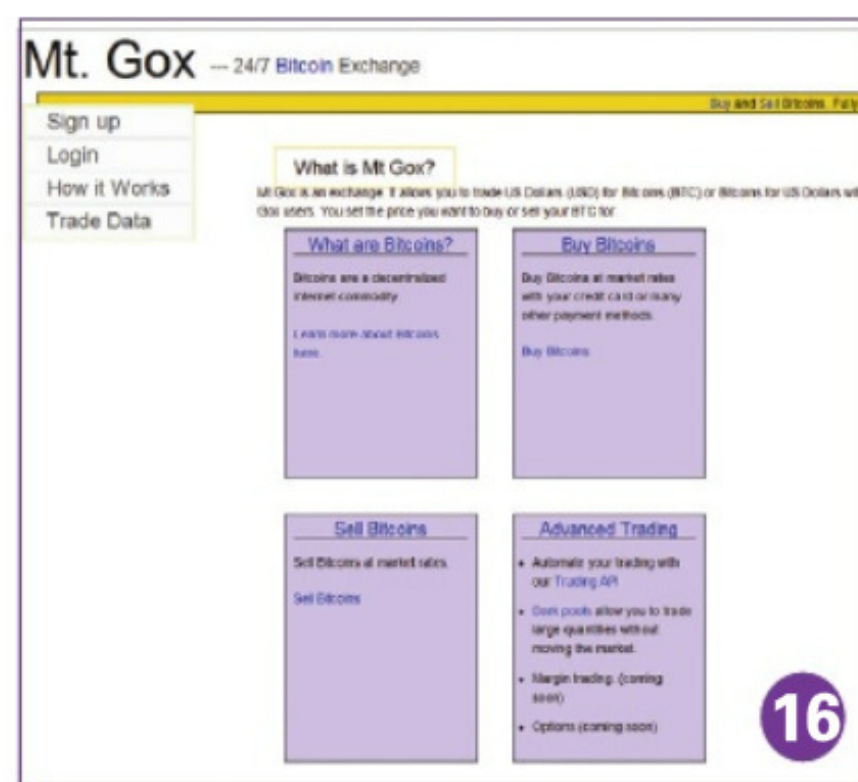 Mt. Gox --- 24/7 Bitcoin Exchange
Buy and Sell Bitcoins. Fully
Sign up
Login
How it Works
Trade Data
What is Mt Gox?
Mt Gox is an exchange. It allows you to trade US Dollars (USD) for Bitcoins (BTC) or Bitcoins for US Dollars
Gox users. You set the price you want to buy or sell your BTC for.
What are Bitcoins?
Bitcoins are a decentralized
internet commodity
Learn more about Bitcoins
here.
Buy Bitcoins
Buy Bitcoins at market rates
with your credit card or many
other payment methods.
Buy Bitcoins
Sell Bitcoins
Sell Bitcoins at market rates.
Sell Bitcoins
Advanced Trading
• Automate your trading with
our Trading API
• Dark pools allow you to trade
large quantities without
moving the market.
• Margin trading. (coming
soon)
• Options (coming soon)
16